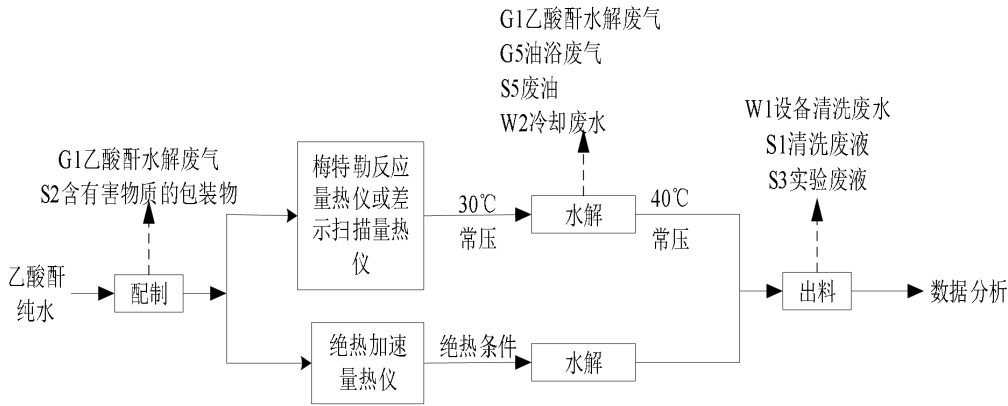 G1乙酸酐水解废气
G5油浴废气
S5废油
W2冷却废水
W1设备清洗废水
S1清洗废液
S3实验废液
G1乙酸酐水解废气
S2含有害物质的包装物
梅特勒反应
量热仪或差
示扫描量热
仪
30℃
常压
水解
40℃
常压
乙酸酐
纯水
配制
出料
数据分析
绝热加速
量热仪
绝热条件
水解